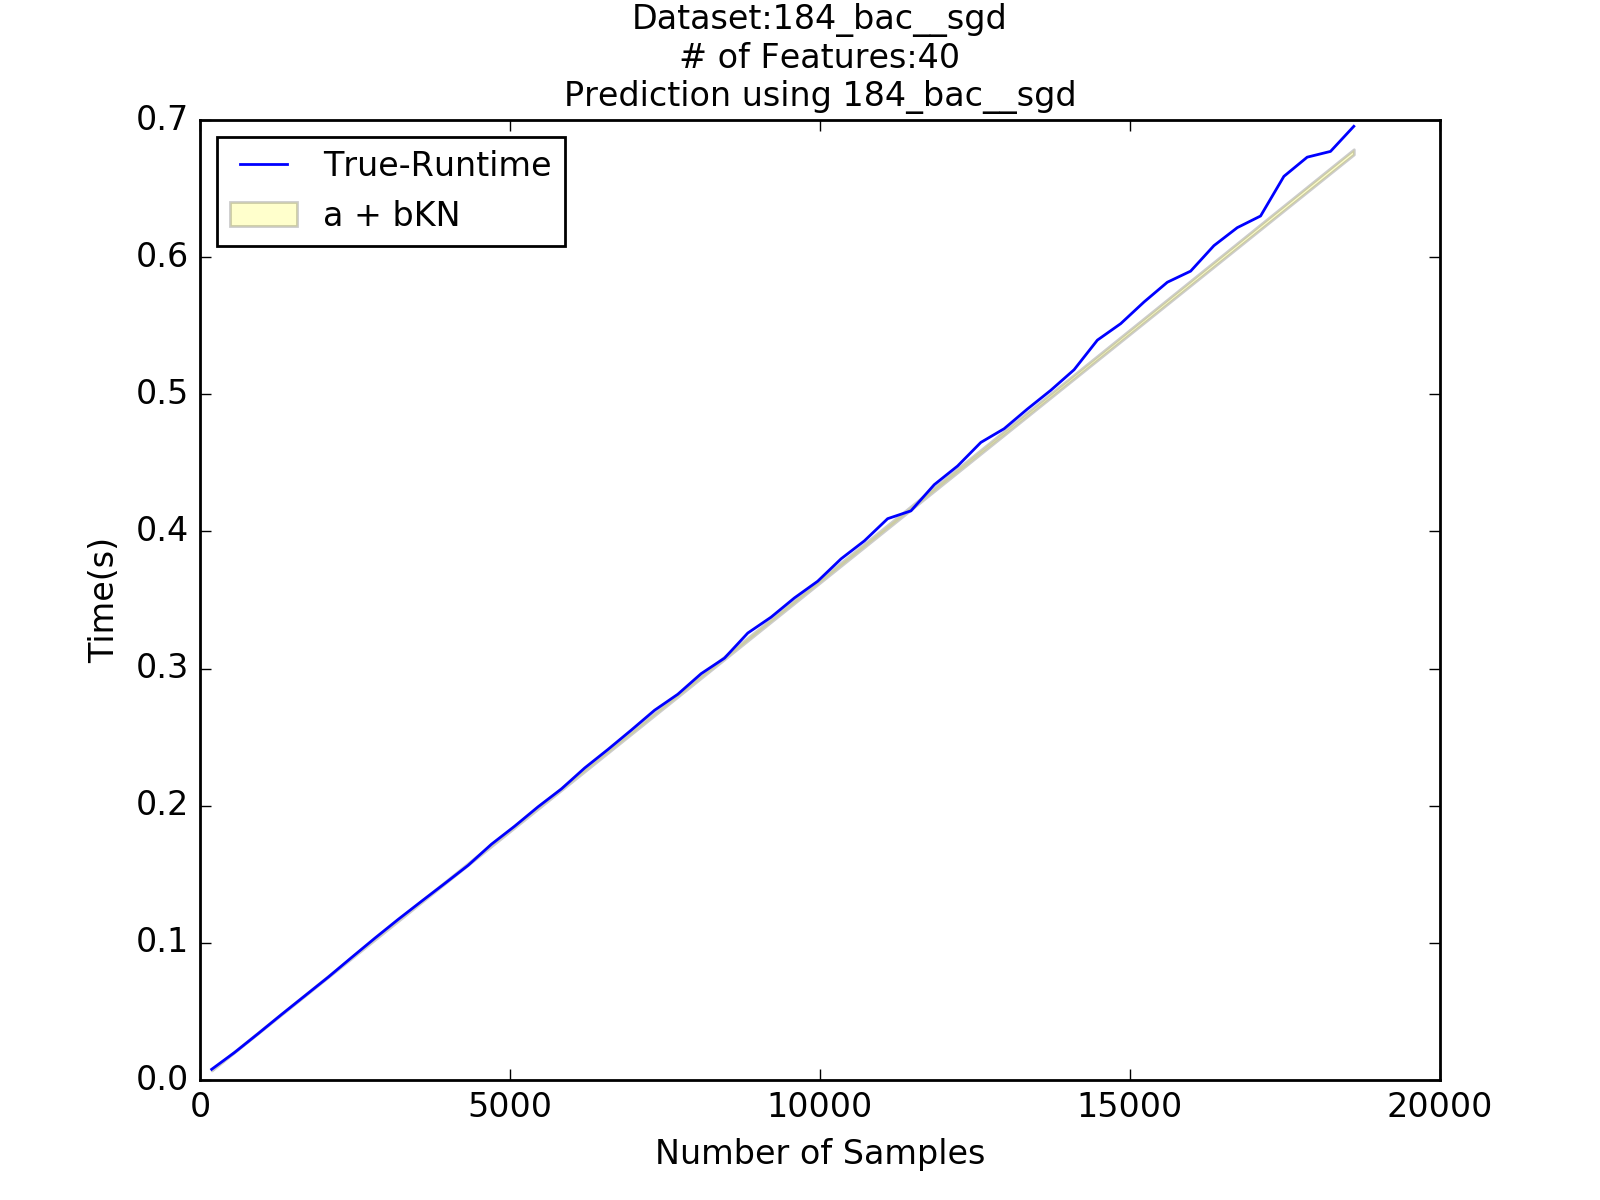 Dataset:184_bac__sgd
# of Features:40
Prediction using 184_bac__sgd
True-Runtime
a + bKN
0.7
0.6
0.5
0.4
0.3
0.2
0.1
0.0
Time(s)
0 5000 10000 15000 20000
Number of Samples